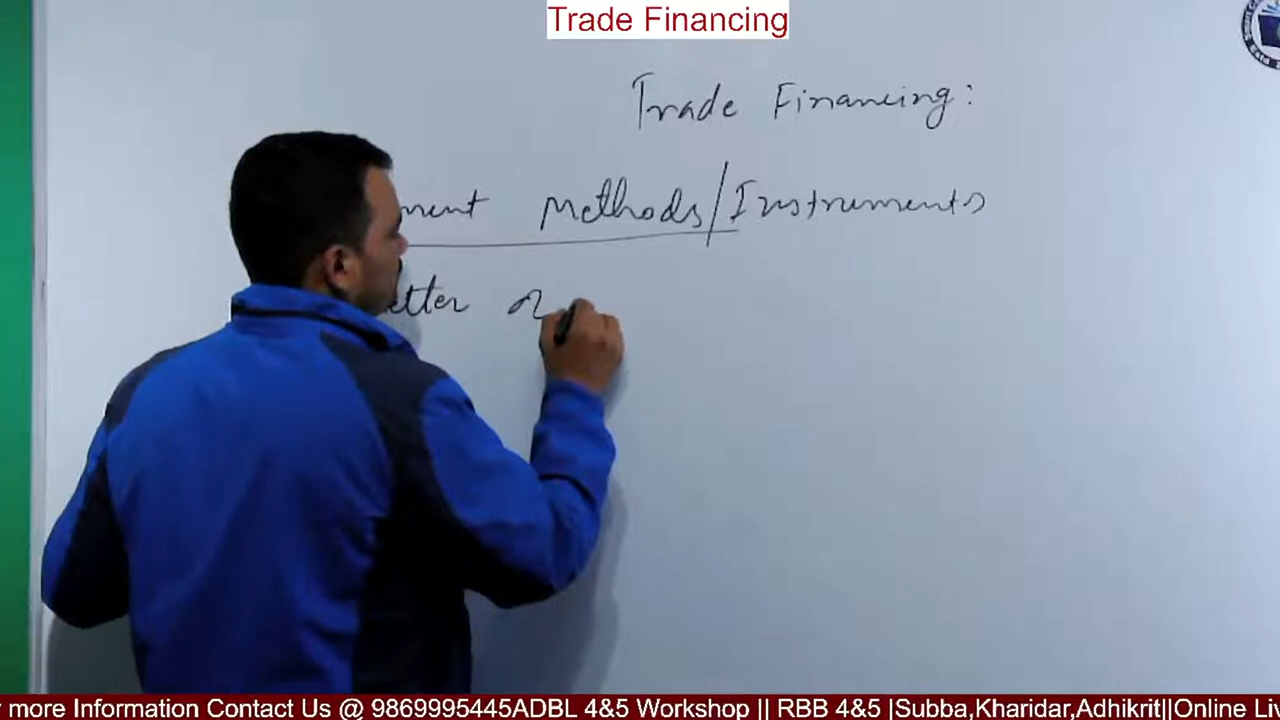 Trade Financing
Trade Financing:
ment Methods/Instruments
etter of
r more Information Contact Us @ 9869995445ADBL 4&5 Workshop || RBB 4&5 |Subba,Kharidar,Adhikrit||Online Liv